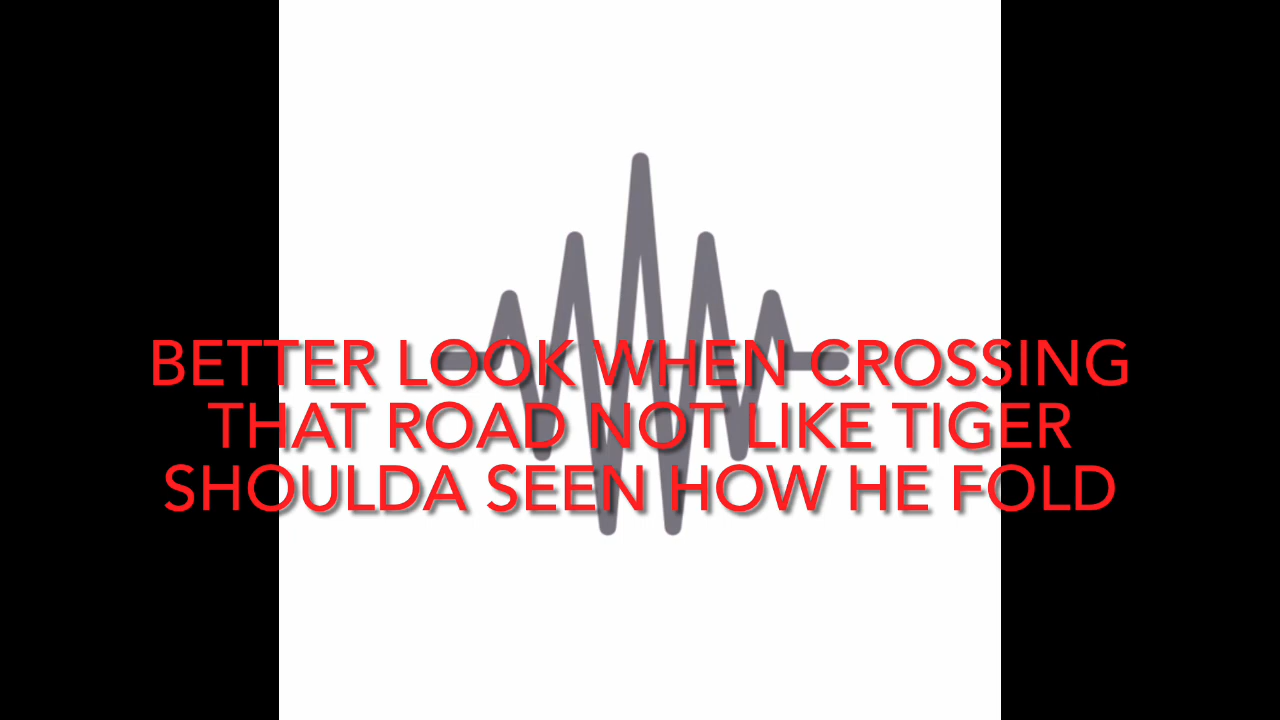 BETTER LOOK WHEN CROSSING
THAT ROAD NOT LIKE TIGER
SHOULDA SEEN HOW HE FOLD